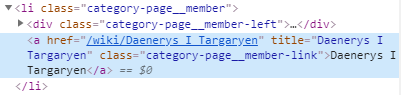 ▼<li class="category-page__member">
▶<div class="category-page__member-left">…</div>
<a href="/wiki/Daenerys I Targaryen" title="Daenerys I
Targaryen" class="category-page__member-link">Daenerys I
Targaryen</a> == $0
</li>